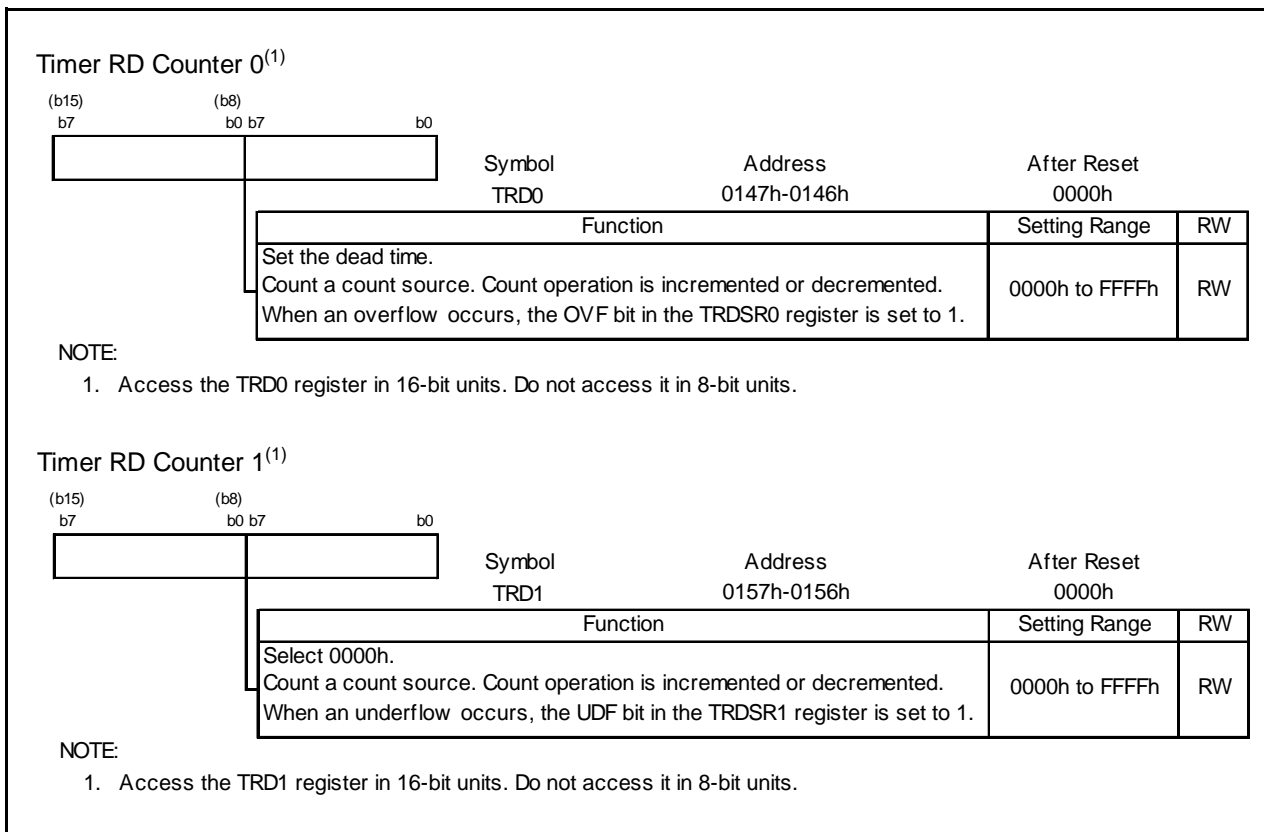 Timer RD Counter 0(1)
(b15) (b8)
b7 b0 b7 b0
Symbol Address After Reset
TRD0 0147h-0146h 0000h
Function Setting Range RW
Set the dead time.
Count a count source. Count operation is incremented or decremented. 0000h to FFFFh RW
When an overflow occurs, the OVF bit in the TRDSR0 register is set to 1.
NOTE:
1. Access the TRD0 register in 16-bit units. Do not access it in 8-bit units.
Timer RD Counter 1(1)
(b15) (b8)
b7 b0 b7 b0
Symbol Address After Reset
TRD1 0157h-0156h 0000h
Function Setting Range RW
Select 0000h.
Count a count source. Count operation is incremented or decremented. 0000h to FFFFh RW
When an underflow occurs, the UDF bit in the TRDSR1 register is set to 1.
NOTE:
1. Access the TRD1 register in 16-bit units. Do not access it in 8-bit units.